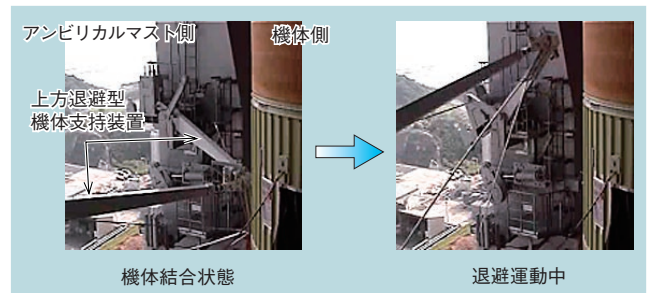 アンビリカルマスト側
機体側
上方退避型
機体支持装置
機体結合状態
退避運動中